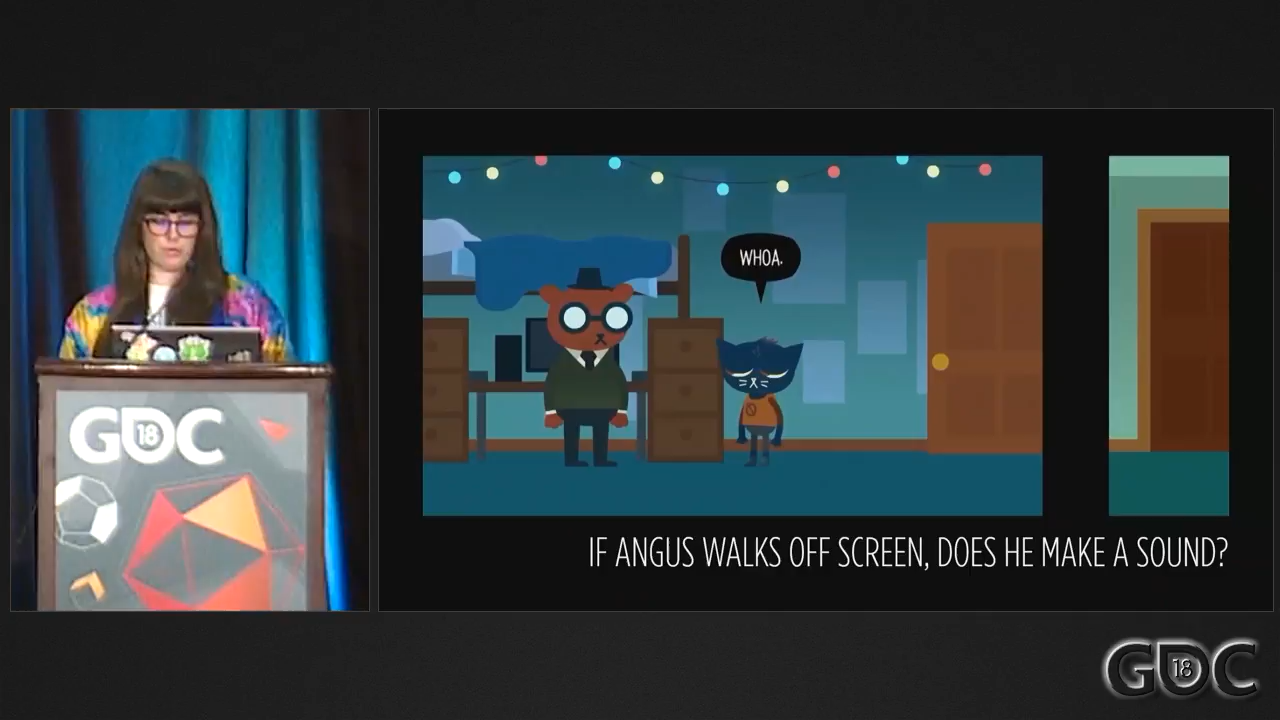 WHOA.
IF ANGUS WALKS OFF SCREEN, DOES HE MAKE A SOUND?
GDC
18
GDC
18